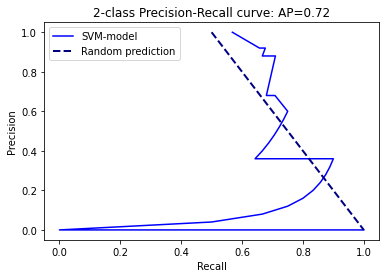 2-class Precision-Recall curve: AP=0.72
SVM-model
Random prediction
Precision
1.0
0.8
0.6
0.4
0.2
0.0
0.0 0.2 0.4 0.6 0.8 1.0
Recall